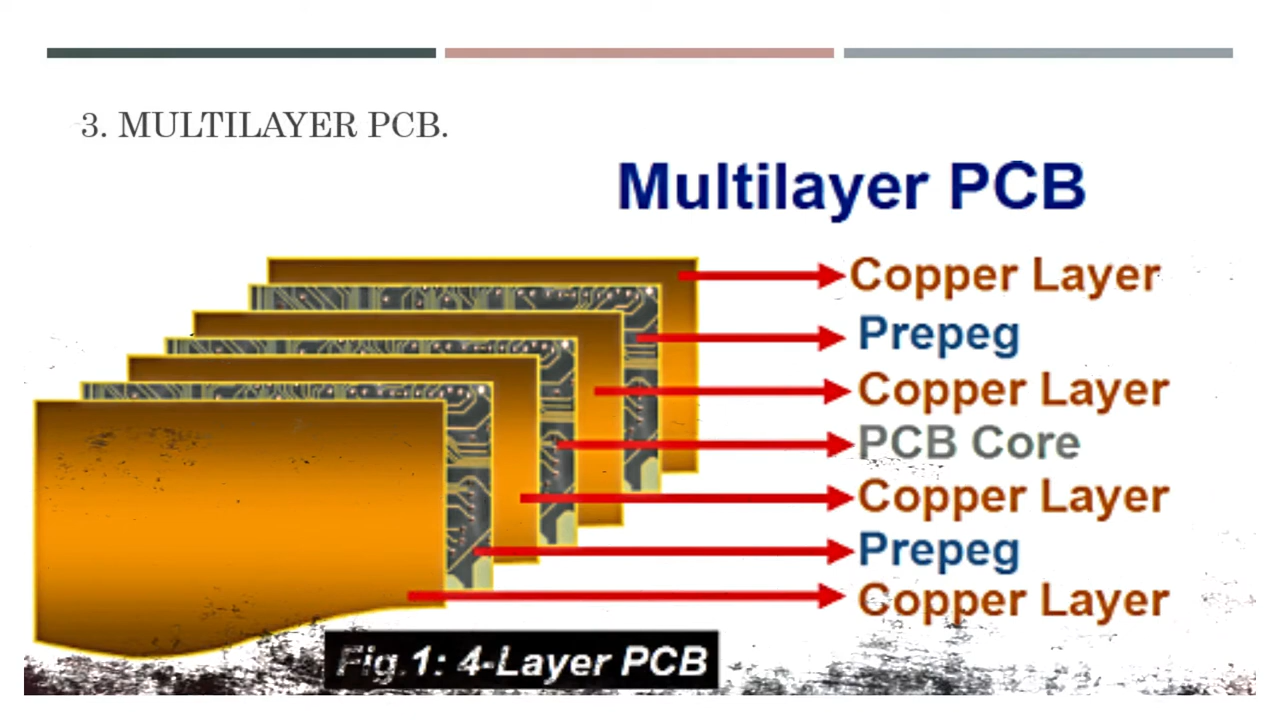 3. MULTILAYER PCB.
Multilayer PCB
Copper Layer
Prepeg
Copper Layer
PCB Core
Copper Layer
Prepeg
Copper Layer
Fig.1: 4-Layer PCB